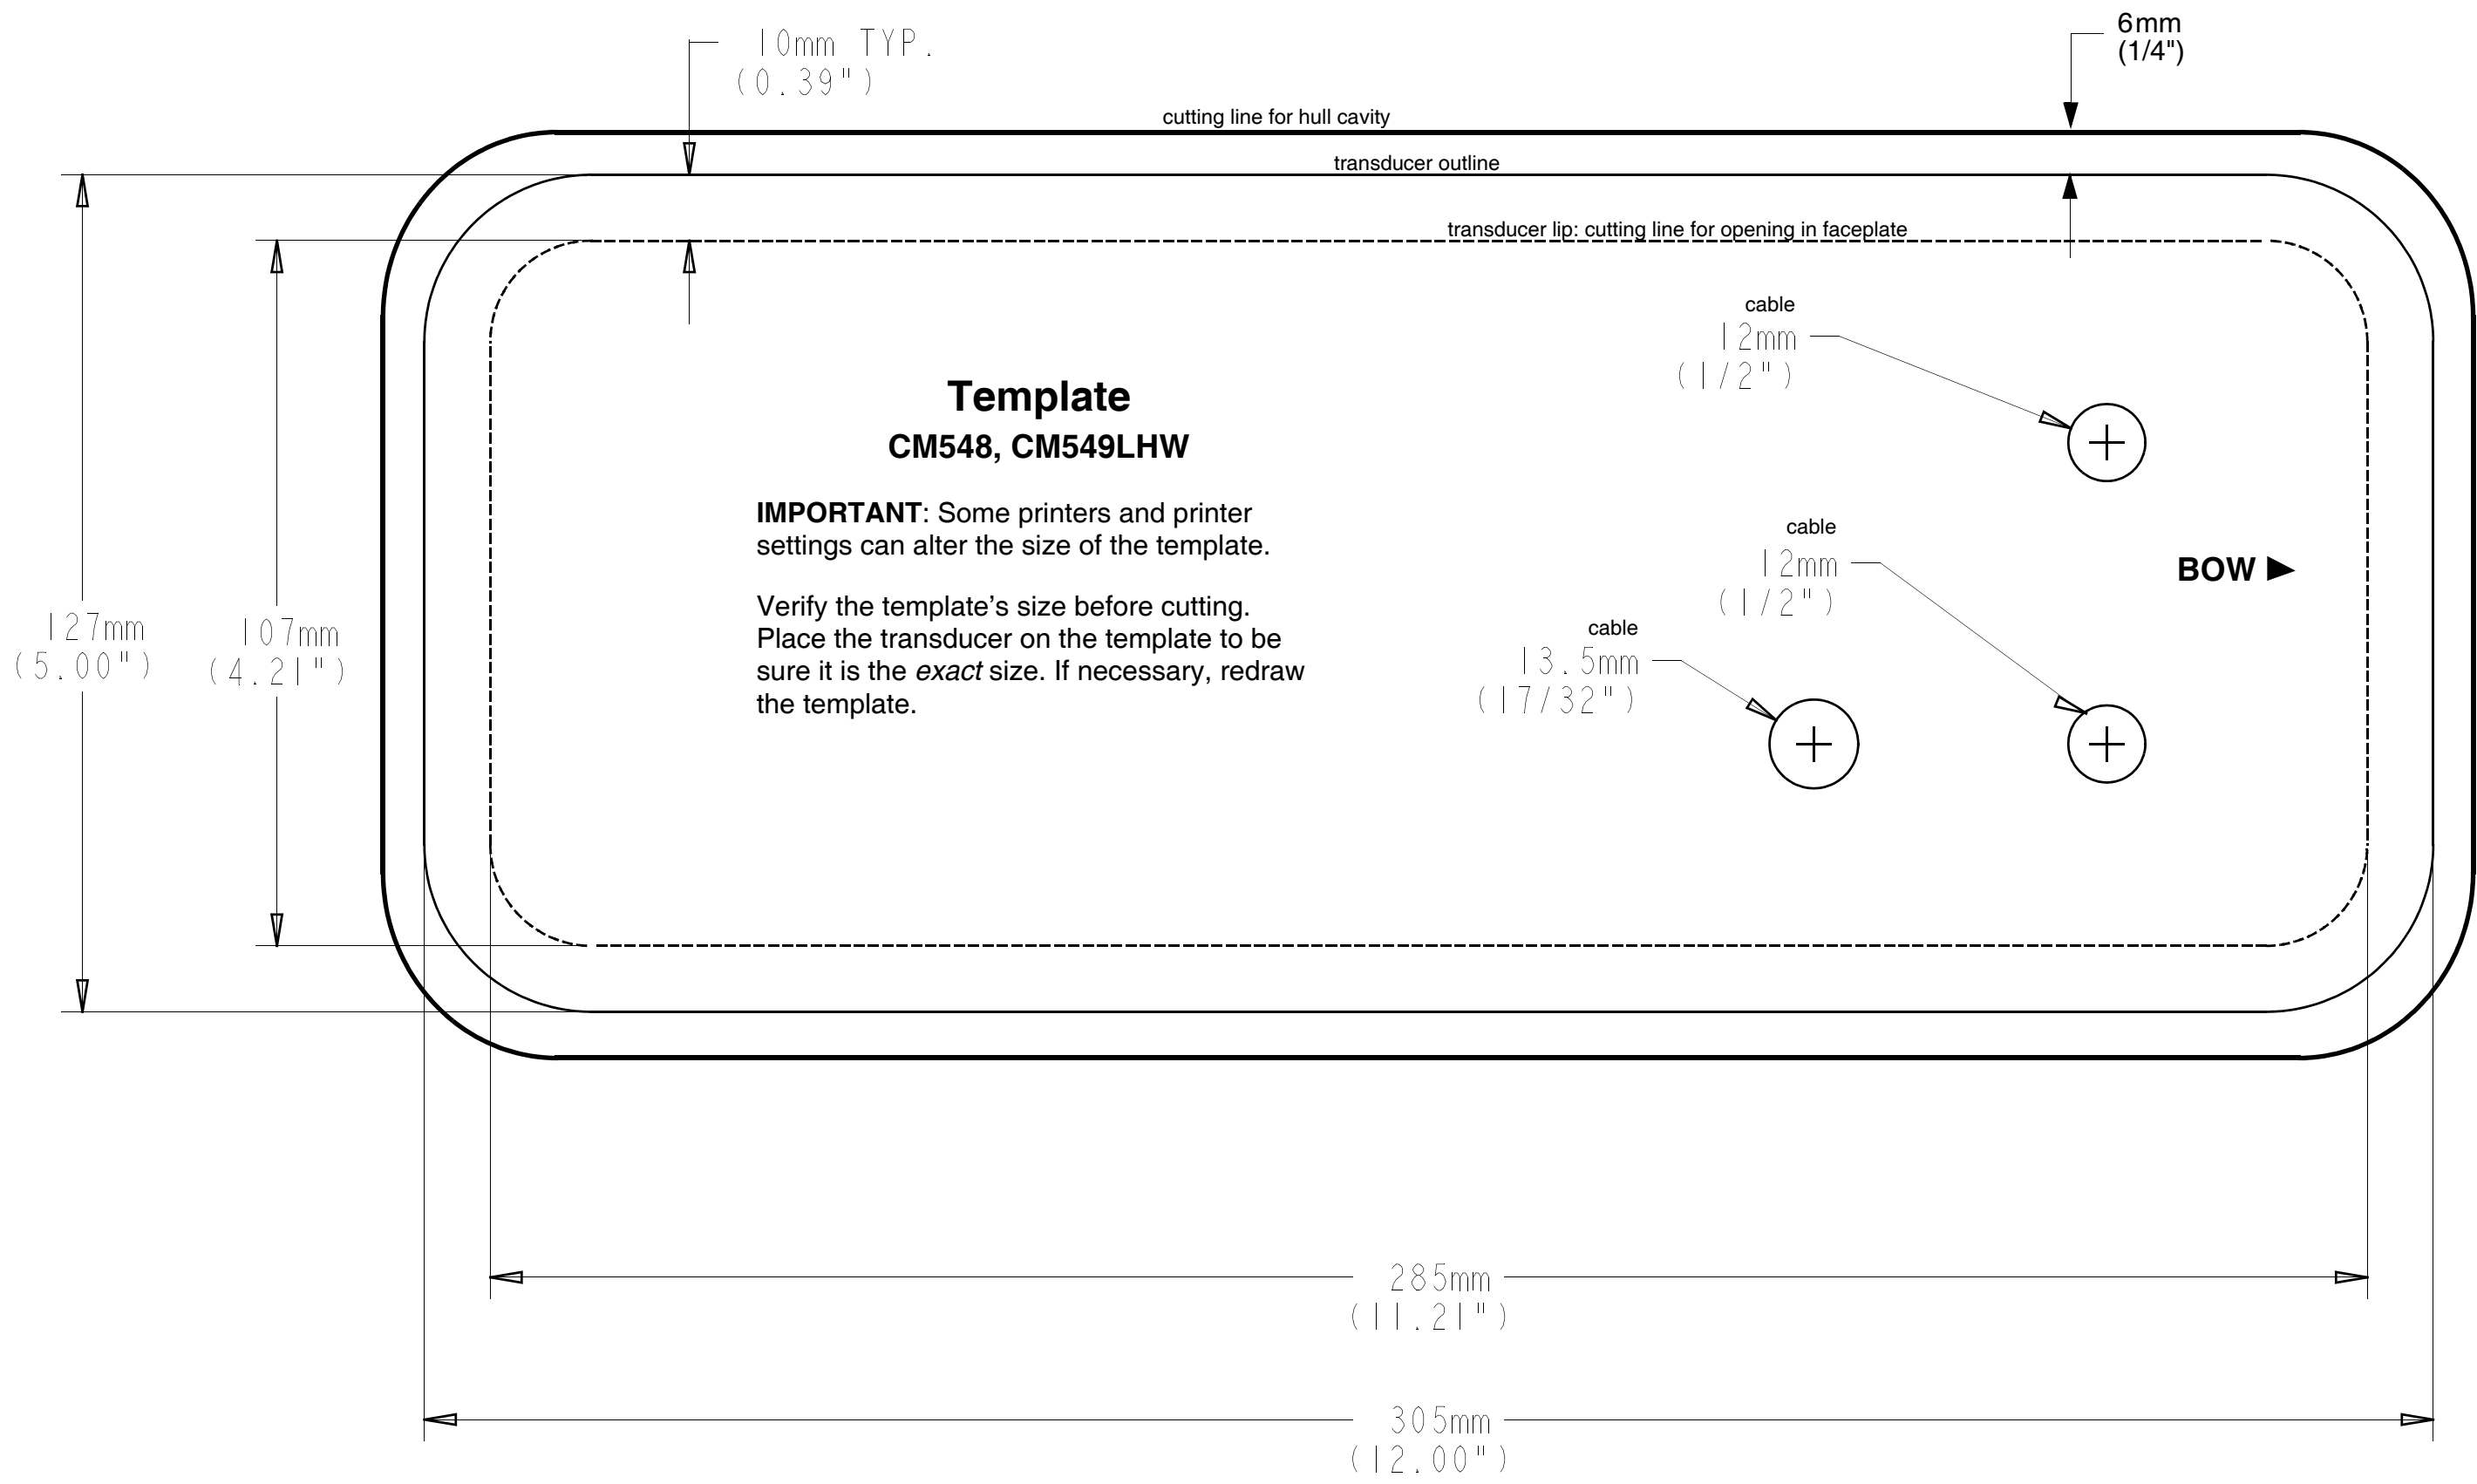 10mm TYP.
(0.39")
6mm
(1/4")
cutting line for hull cavity
transducer outline
transducer lip: cutting line for opening in faceplate
cable
12mm
(1/2")
Template
CM548, CM549LHW
IMPORTANT: Some printers and printer
settings can alter the size of the template.
Verify the template’s size before cutting.
Place the transducer on the template to be
sure it is the exact size. If necessary, redraw
the template.
cable
12mm
(1/2")
BOW ►
cable
13.5mm
(17/32")
127mm
(5.00")
107mm
(4.21")
285mm
(11.21")
305mm
(12.00")